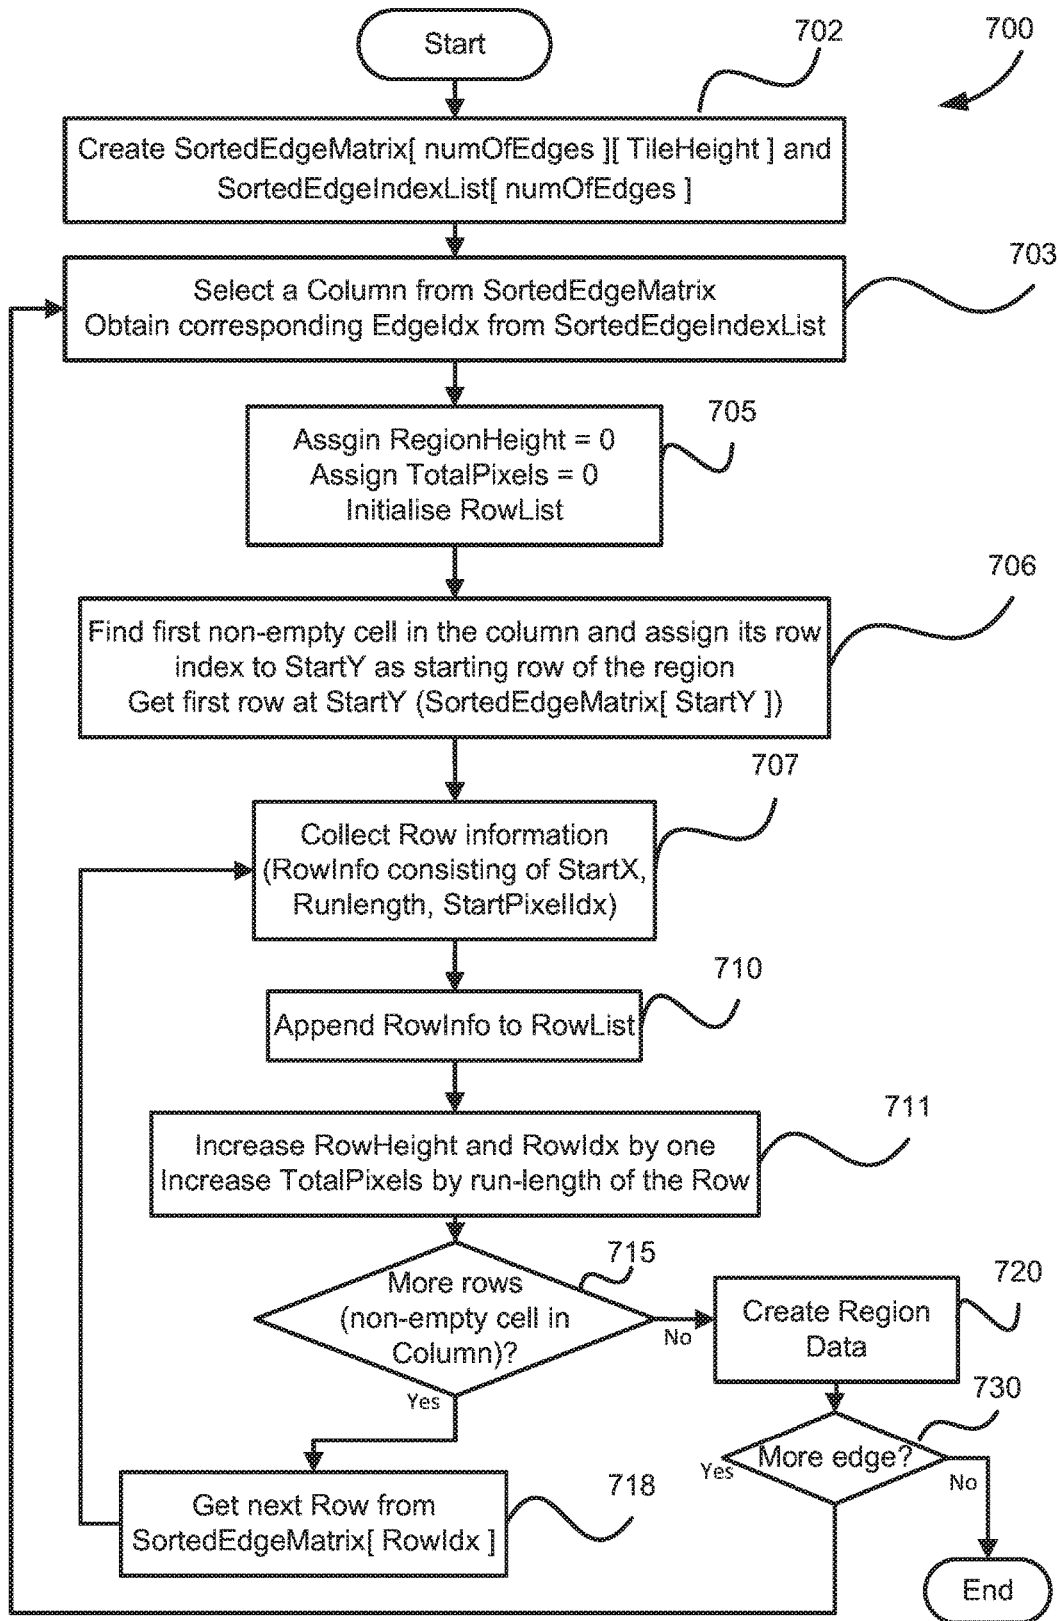 Start
702
700
Create SortedEdgeMatrix[ numOfEdges ][ TileHeight ] and
SortedEdgeIndexList[ numOfEdges ]
703
Select a Column from SortedEdgeMatrix
Obtain corresponding EdgeIdx from SortedEdgeIndexList
705
Assgin RegionHeight = 0
Assign TotalPixels = 0
Initialise RowList
706
Find first non-empty cell in the column and assign its row
index to StartY as starting row of the region
Get first row at StartY (SortedEdgeMatrix[ StartY ])
707
Collect Row information
(RowInfo consisting of StartX,
Runlength, StartPixelIdx)
710
Append RowInfo to RowList
711
Increase RowHeight and RowIdx by one
Increase TotalPixels by run-length of the Row
715
More rows
(non-empty cell in
Column)?
No
Yes
720
Create Region
Data
730
More edge?
Yes
No
718
Get next Row from
SortedEdgeMatrix[ RowIdx ]
End